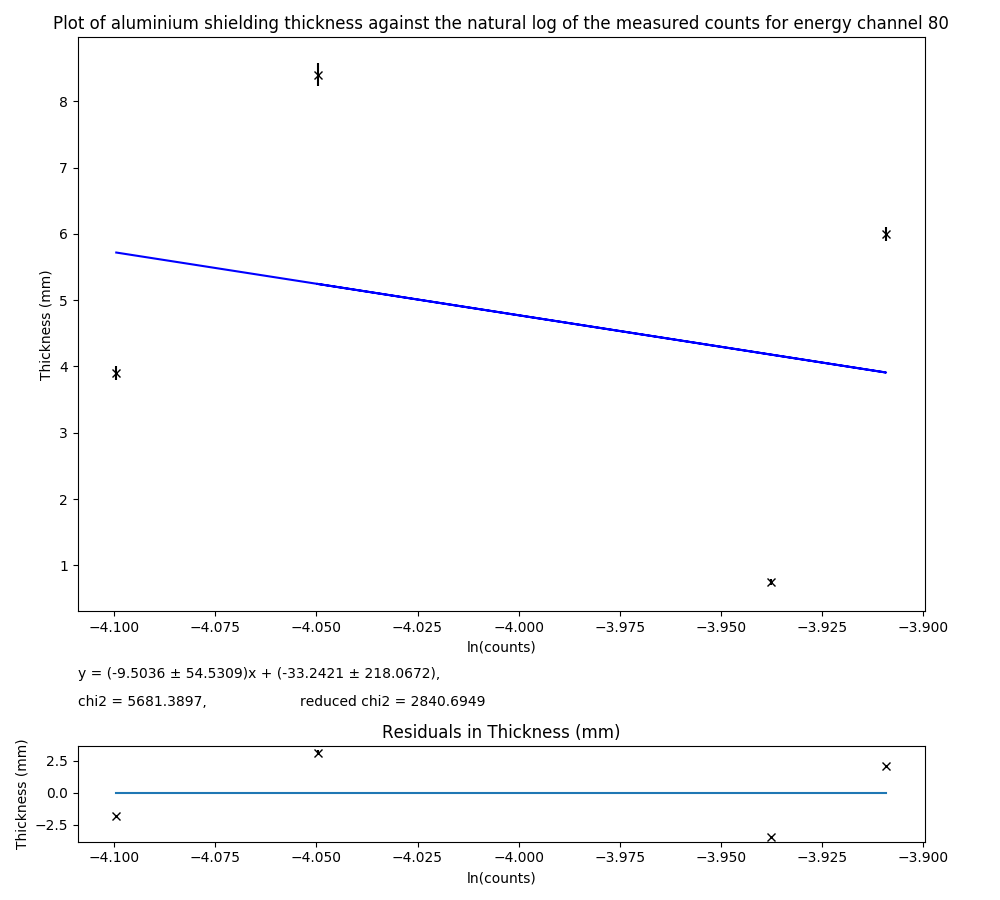 Plot of aluminium shielding thickness against the natural log of the measured counts for energy channel 80
Thickness (mm)
8
7
6
5
4
3
2
1
−4.100 −4.075 −4.050 −4.025 −4.000 −3.975 −3.950 −3.925 −3.900
ln(counts)
y = (-9.5036 ± 54.5309)x + (-33.2421 ± 218.0672),
chi2 = 5681.3897, reduced chi2 = 2840.6949
Residuals in Thickness (mm)
Thickness (mm)
2.5
0.0
−2.5
−4.100 −4.075 −4.050 −4.025 −4.000 −3.975 −3.950 −3.925 −3.900
ln(counts)